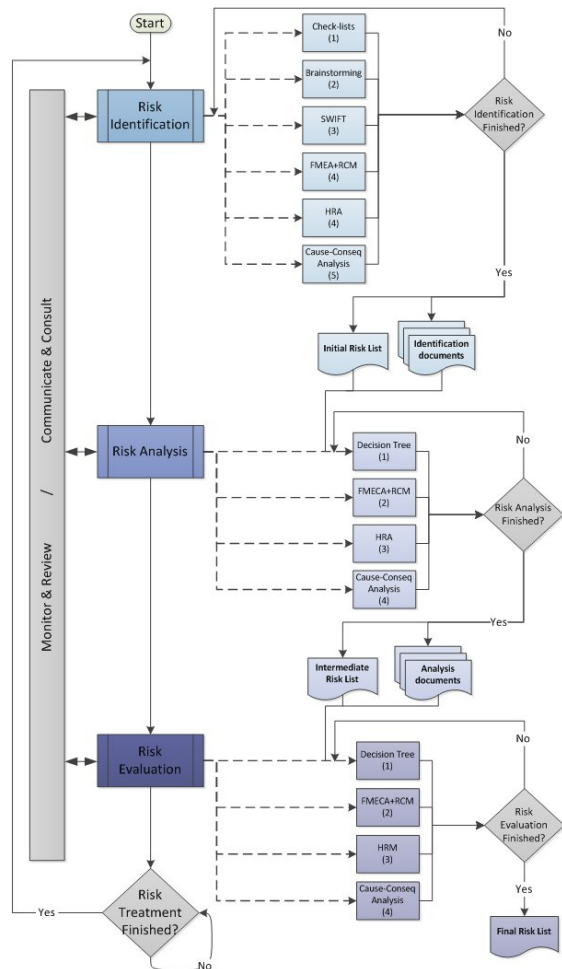 Start
Check-lists
(1)
No
Brainstorming
(2)
Risk
Identification
Risk
Identification
Finished?
SWIFT
(3)
FMEA+RCM
(4)
HRA
(4)
Cause-Conseq
Analysis
(5)
Yes
Initial Risk List
Identification
documents
Monitor & Review / Communicate & Consult
Risk Analysis
Decision Tree
(1)
No
FMECA+RCM
(2)
Risk Analysis
Finished?
HRA
(3)
Cause-Conseq
Analysis
(4)
Yes
Intermediate
Risk List
Analysis
documents
Risk
Evaluation
Decision Tree
(1)
No
FMECA+RCM
(2)
Risk
Evaluation
Finished?
HRM
(3)
Cause-Conseq
Analysis
(4)
Yes
Risk
Treatment
Finished?
Yes
No
Final Risk List